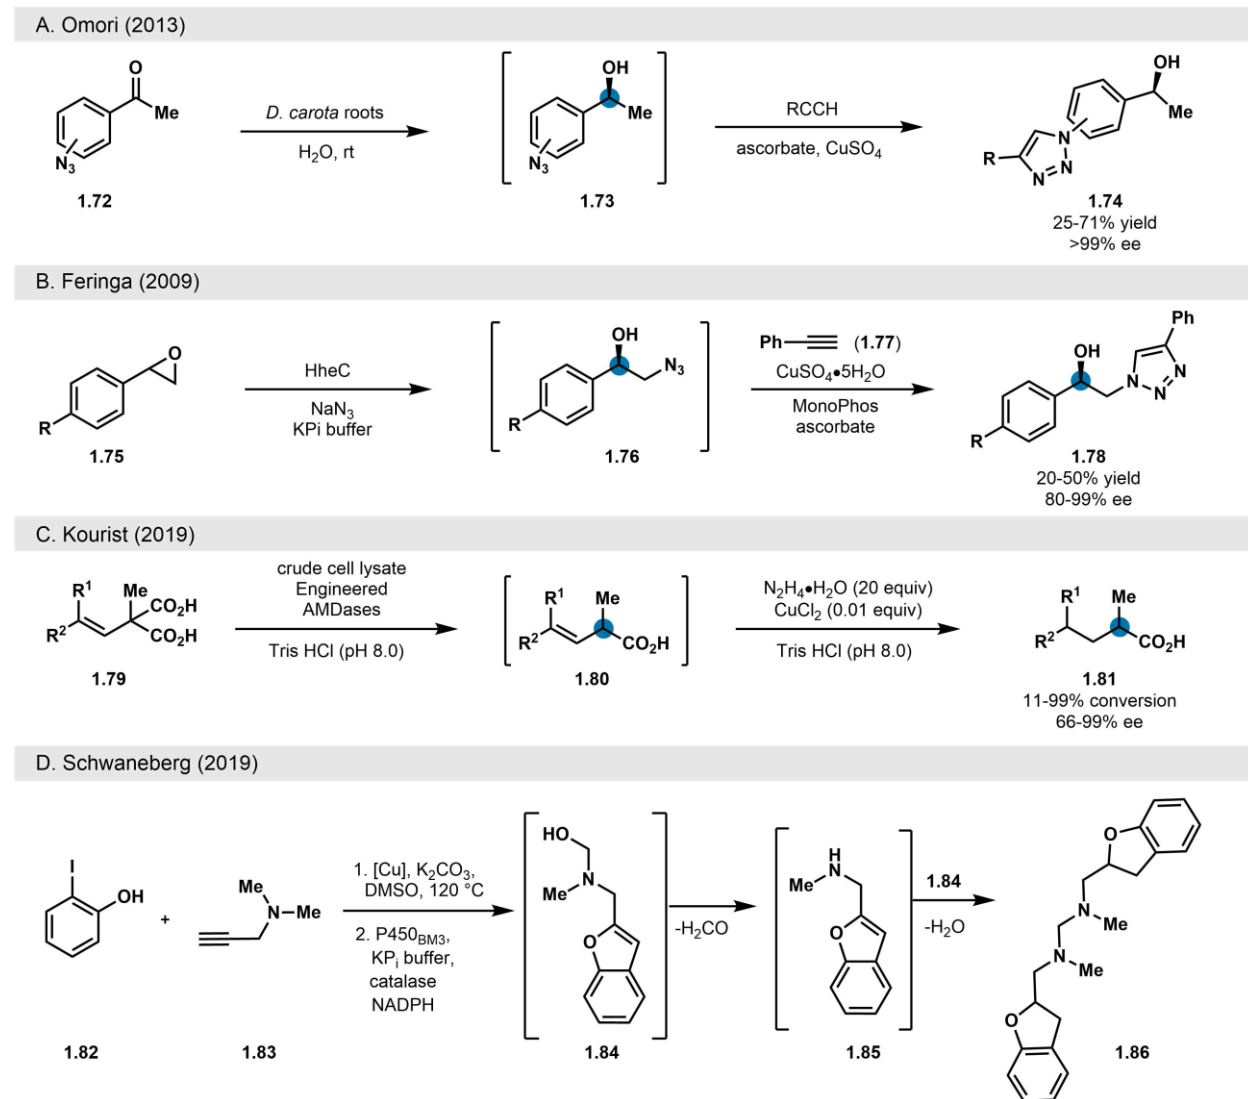 A. Omori (2013)
O
Me
N₃
1.72
D. carota roots
H₂O, rt
OH
Me
N₃
1.73
RCCH
ascorbate, CuSO₄
OH
Me
N
N
N
R
1.74
25-71% yield
>99% ee
B. Feringa (2009)
O
R
1.75
HheC
NaN₃
KPi buffer
OH
N₃
R
1.76
Ph (1.77)
CuSO₄•5H₂O
MonoPhos
ascorbate
Ph
OH
N
N
N
R
1.78
20-50% yield
80-99% ee
C. Kourist (2019)
R¹ Me
CO₂H
R²
CO₂H
1.79
crude cell lysate
Engineered
AMDases
Tris HCl (pH 8.0)
R¹ Me
R² CO₂H
1.80
N₂H₄•H₂O (20 equiv)
CuCl₂ (0.01 equiv)
Tris HCl (pH 8.0)
R¹ Me
R² CO₂H
1.81
11-99% conversion
66-99% ee
D. Schwaneberg (2019)
I
OH
1.82
+
Me
N Me
1.83
1. [Cu], K₂CO₃,
DMSO, 120 °C
2. P450BM3,
KPᵢ buffer,
catalase
NADPH
HO
N
Me
O
1.84
-H₂CO
H
N
Me
O
1.85
1.84
-H₂O
O
N
Me
N
Me
O
1.86